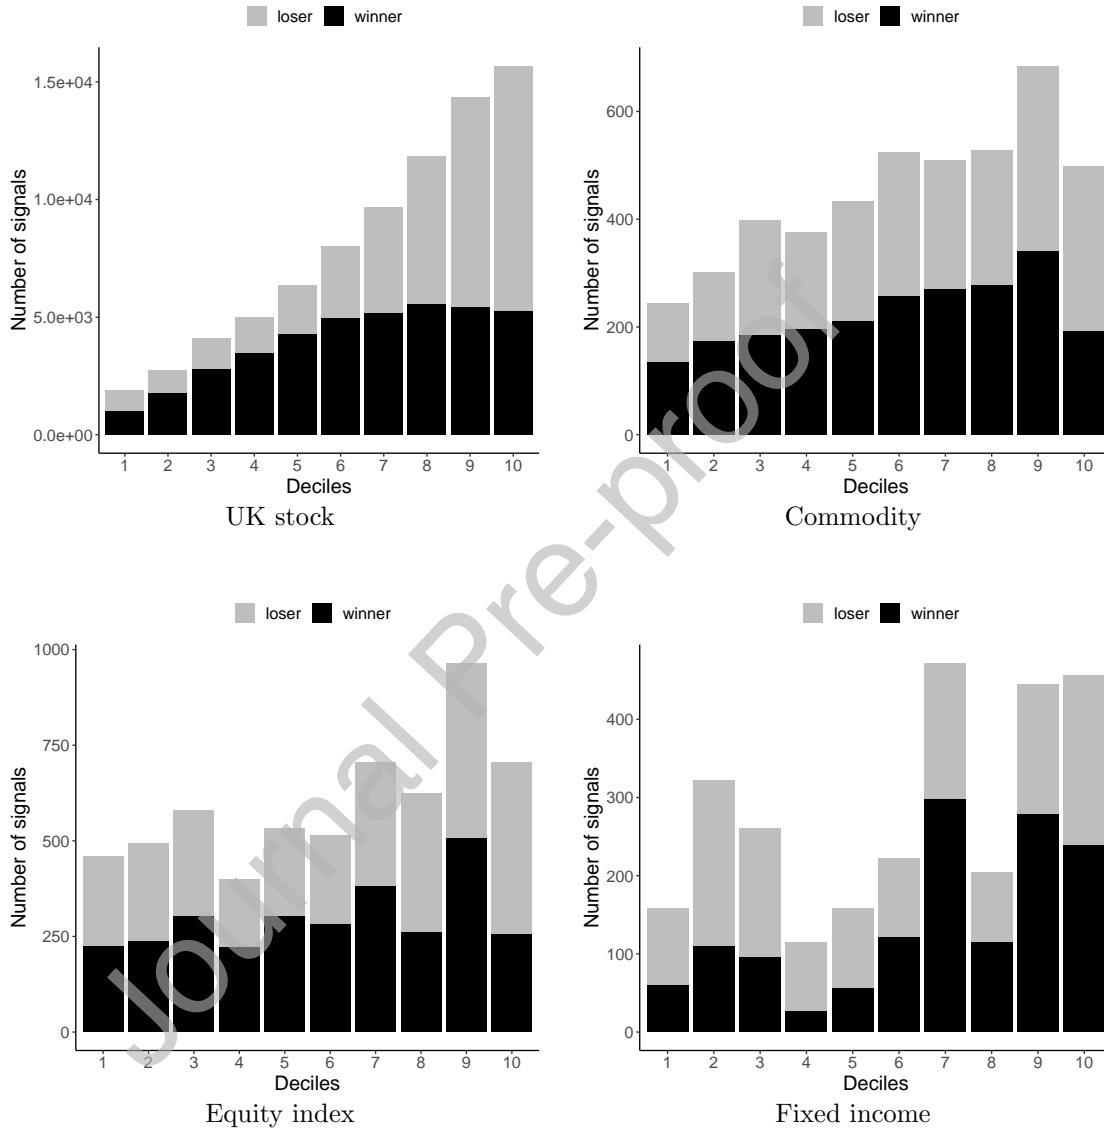 loser winner
1.5e+04
1.0e+04
5.0e+03
0.0e+00
Number of signals
1 2 3 4 5 6 7 8 9 10
Deciles
UK stock
loser winner
600
400
200
0
Number of signals
1 2 3 4 5 6 7 8 9 10
Deciles
Commodity
loser winner
1000
750
500
250
0
Number of signals
1 2 3 4 5 6 7 8 9 10
Deciles
Equity index
loser winner
400
300
200
100
0
Number of signals
1 2 3 4 5 6 7 8 9 10
Deciles
Fixed income
Journal Pre-proof